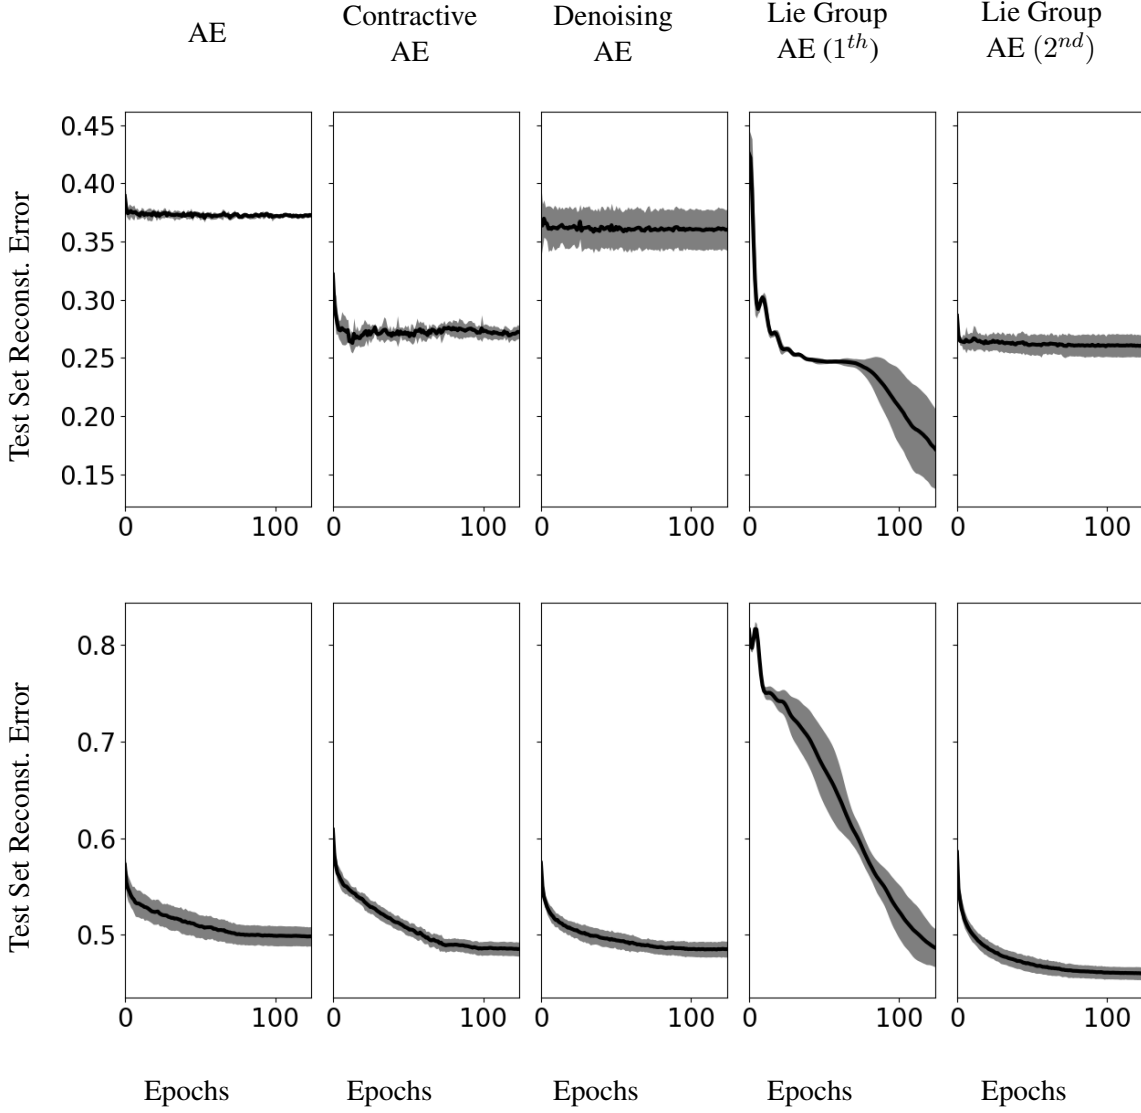 AE
Contractive
AE
Denoising
AE
Lie Group
AE (1^{th})
Lie Group
AE (2^{nd})
Test Set Reconst. Error
0.45
0.40
0.35
0.30
0.25
0.20
0.15
0 100 0 100 0 100 0 100 0 100
Test Set Reconst. Error
0.8
0.7
0.6
0.5
0 100 0 100 0 100 0 100 0 100
Epochs Epochs Epochs Epochs Epochs